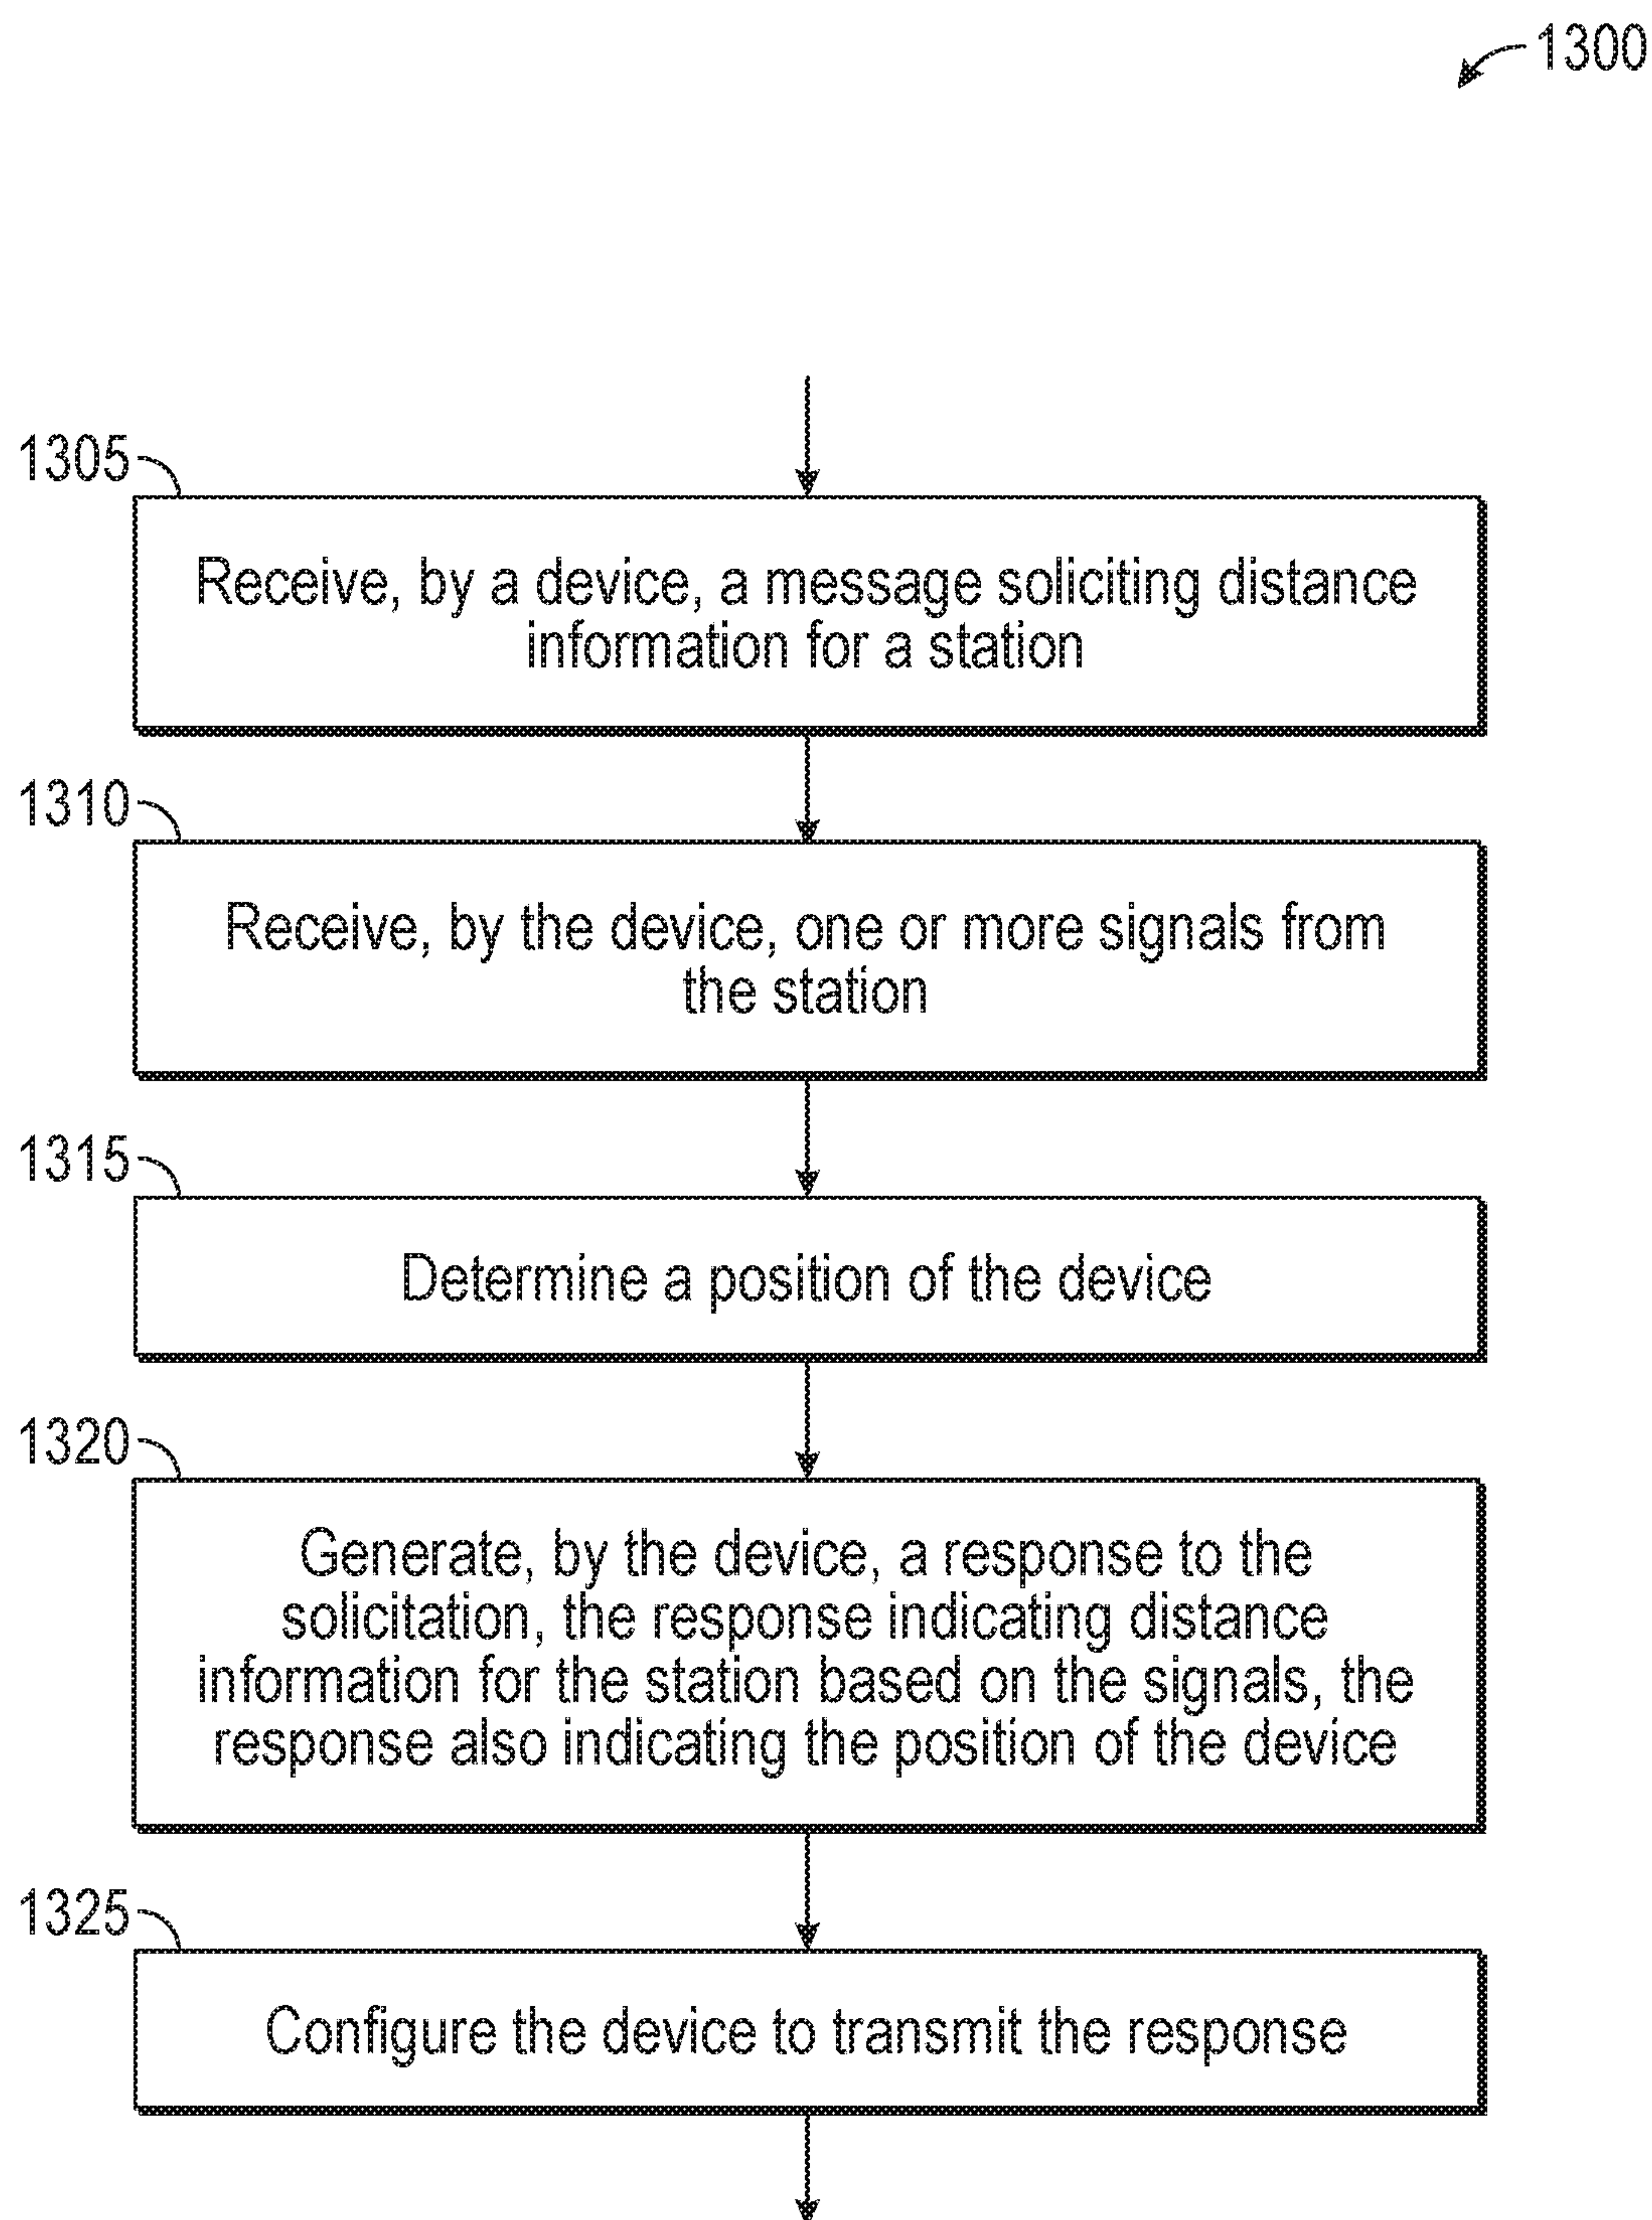 1300
1305
Receive, by a device, a message soliciting distance
information for a station
1310
Receive, by the device, one or more signals from
the station
1315
Determine a position of the device
1320
Generate, by the device, a response to the
solicitation, the response indicating distance
information for the station based on the signals, the
response also indicating the position of the device
1325
Configure the device to transmit the response